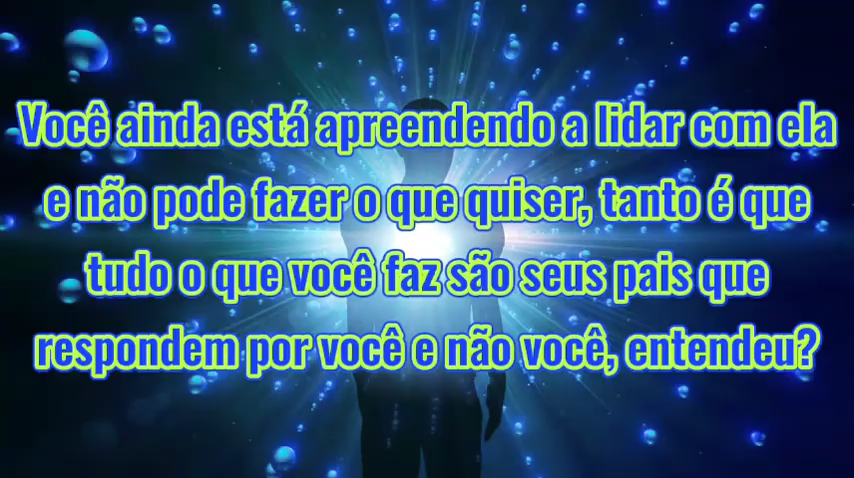 Você ainda está apreendendo a lidar com ela
e não pode fazer o que quiser, tanto é que
tudo o que você faz são seus pais que
respondem por você e não você, entendeu?